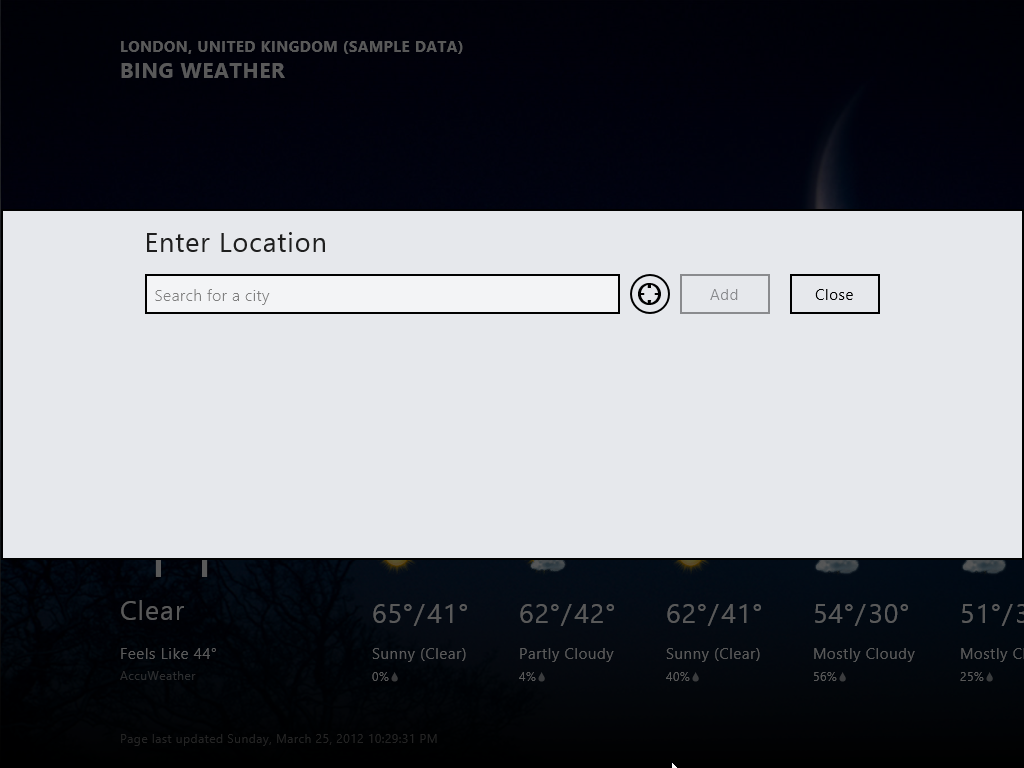 LONDON, UNITED KINGDOM (SAMPLE DATA)
BING WEATHER
Enter Location
Search for a city
Add
Close
Clear
65°/41°
62°/42°
62°/41°
54°/30°
51°/3
Feels Like 44°
Sunny (Clear)
Partly Cloudy
Sunny (Clear)
Mostly Cloudy
Mostly C
AccuWeather
0%
4%
40%
56%
25%
Page last updated Sunday, March 25, 2012 10:29:31 PM